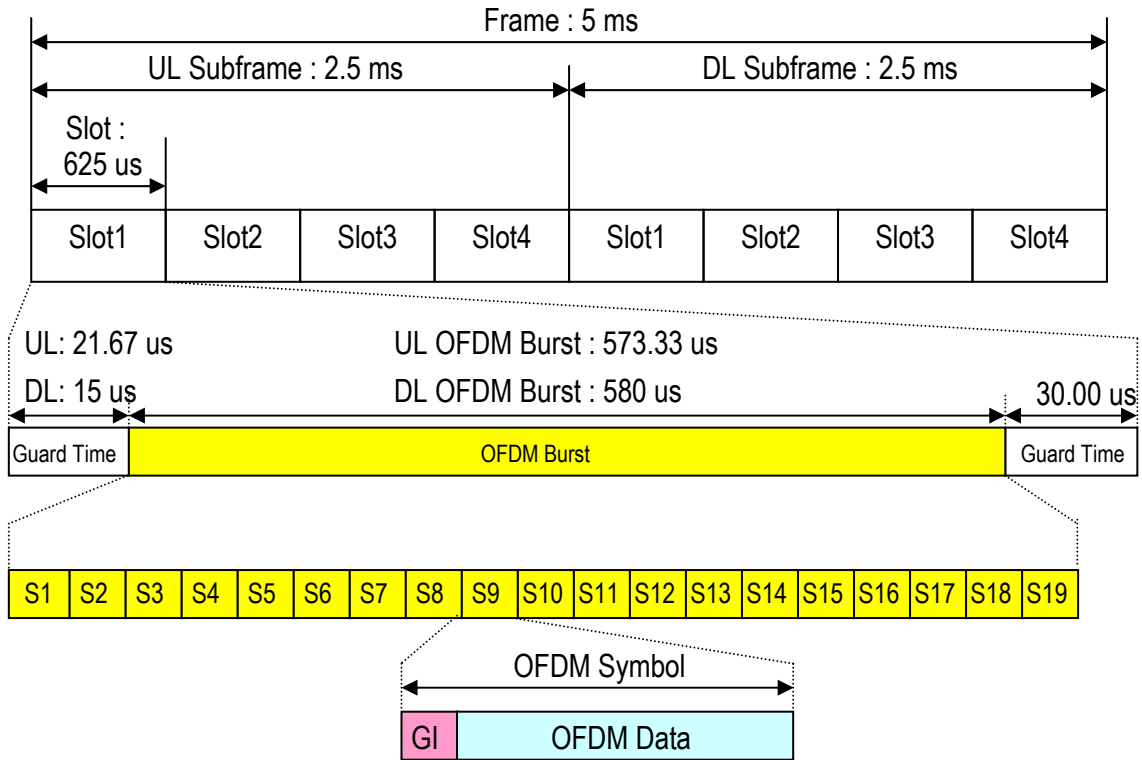 Frame : 5 ms
UL Subframe : 2.5 ms
DL Subframe : 2.5 ms
Slot :
625 us
Slot1 Slot2 Slot3 Slot4 Slot1 Slot2 Slot3 Slot4
UL: 21.67 us UL OFDM Burst : 573.33 us
DL: 15 us DL OFDM Burst : 580 us 30.00 us
Guard Time OFDM Burst Guard Time
S1 S2 S3 S4 S5 S6 S7 S8 S9 S10 S11 S12 S13 S14 S15 S16 S17 S18 S19
OFDM Symbol
GI OFDM Data